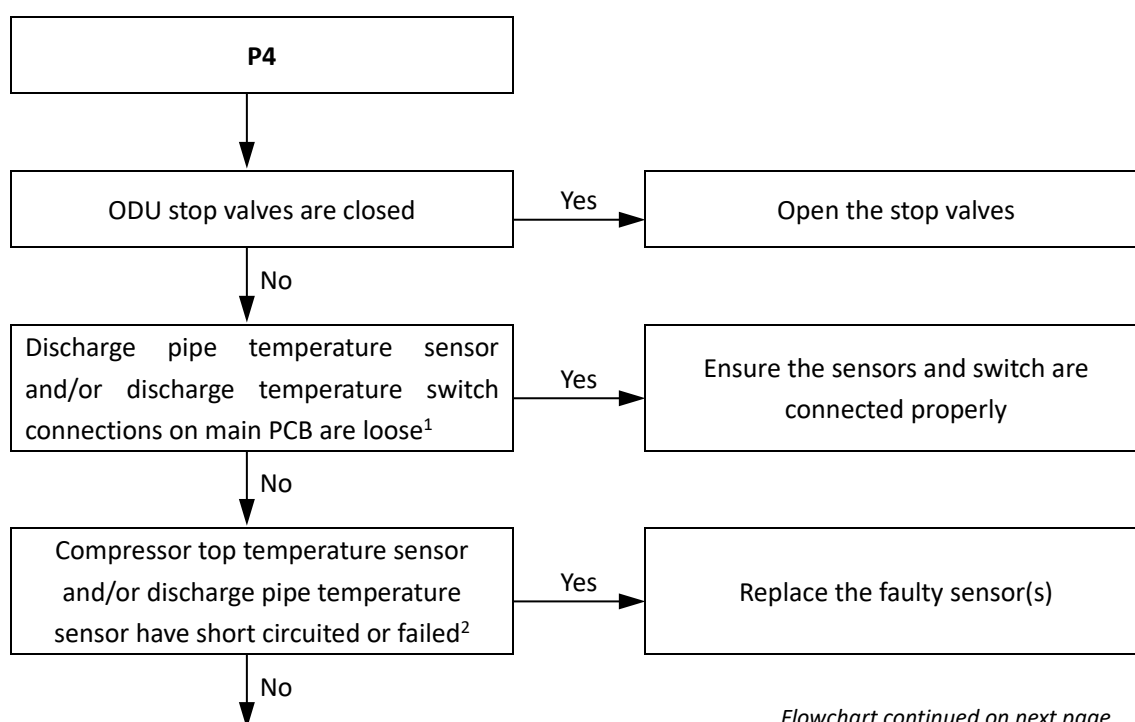 P4
ODU stop valves are closed
Yes
Open the stop valves
No
Discharge pipe temperature sensor
and/or discharge temperature switch
connections on main PCB are loose¹
Yes
Ensure the sensors and switch are
connected properly
No
Compressor top temperature sensor
and/or discharge pipe temperature
sensor have short circuited or failed²
Yes
Replace the faulty sensor(s)
No
Flowchart continued on next page